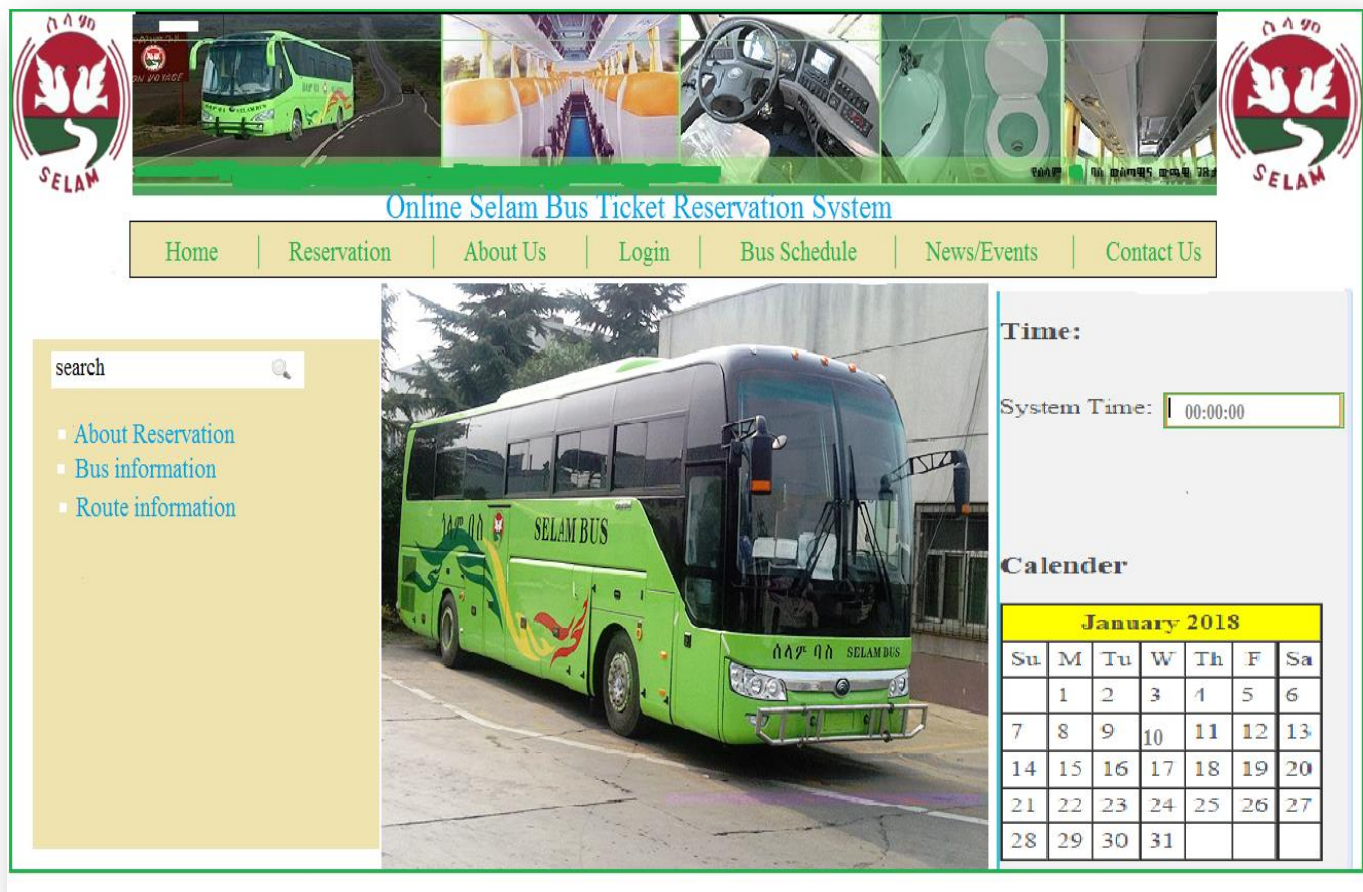 ሰላም
SELAM
ሰላም
SELAM
Online Selam Bus Ticket Reservation System
Home
Reservation
About Us
Login
Bus Schedule
News/Events
Contact Us
search
About Reservation
Bus information
Route information
ሰላም ባስ
SELAM BUS
ሰላም ባስ SELAM BUS
Time:
System Time: 00:00:00
Calender
January 2018
Su M Tu W Th F Sa
1 2 3 4 5 6
7 8 9 10 11 12 13
14 15 16 17 18 19 20
21 22 23 24 25 26 27
28 29 30 31